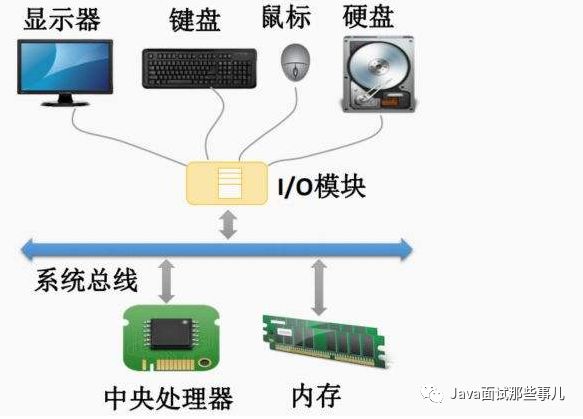 显示器
键盘
鼠标
硬盘
I/O模块
系统总线
中央处理器
内存
Java面试那些事儿